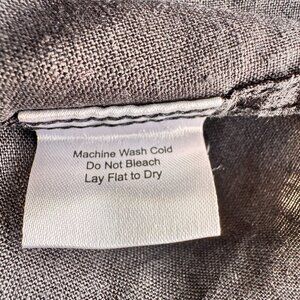 Machine Wash Cold
Do Not Bleach
Lay Flat to Dry